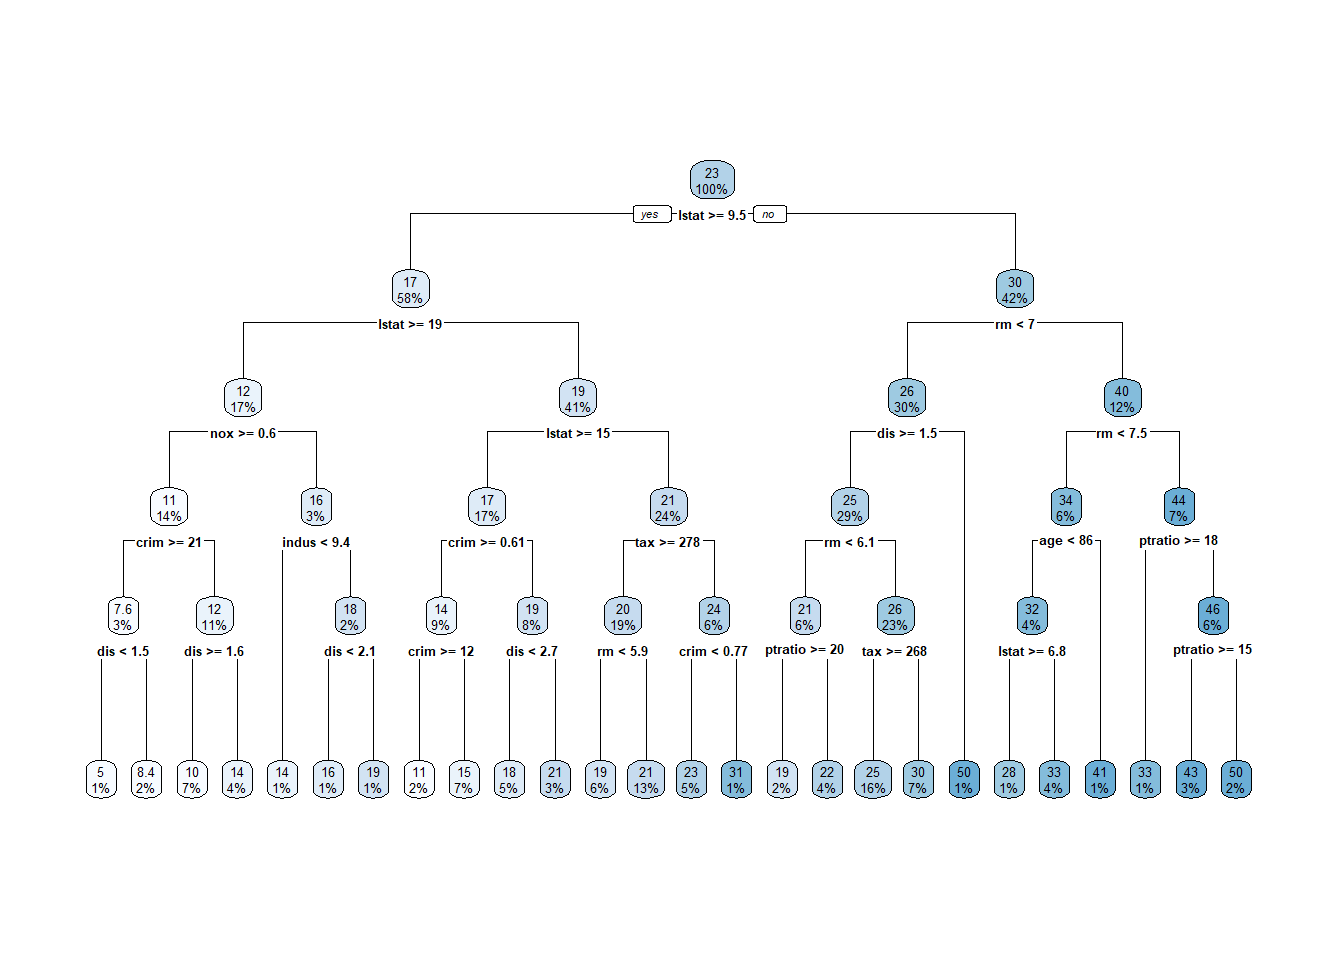 23
100%
yes lstat >= 9.5 no
17 30
58% 42%
lstat >= 19 rm < 7
12 19 26 40
17% 41% 30% 12%
nox >= 0.6 lstat >= 15 dis >= 1.5 rm < 7.5
11 16 17 21 25 34 44
14% 3% 17% 24% 29% 6% 7%
crim >= 21 indus < 9.4 crim >= 0.61 tax >= 278 rm < 6.1 age < 86 ptratio >= 18
7.6 12 18 14 19 20 24 21 26 32 46
3% 11% 2% 9% 8% 19% 6% 6% 23% 4% 6%
dis < 1.5 dis >= 1.6 dis < 2.1 crim >= 12 dis < 2.7 rm < 5.9 crim < 0.77 ptratio >= 20 tax >= 268 lstat >= 6.8 ptratio >= 15
5 8.4 10 14 14 16 19 11 15 18 21 19 21 23 31 19 22 25 30 50 28 33 41 33 43 50
1% 2% 7% 4% 1% 1% 1% 2% 7% 5% 3% 6% 13% 5% 1% 2% 4% 16% 7% 1% 1% 4% 1% 1% 3% 2%